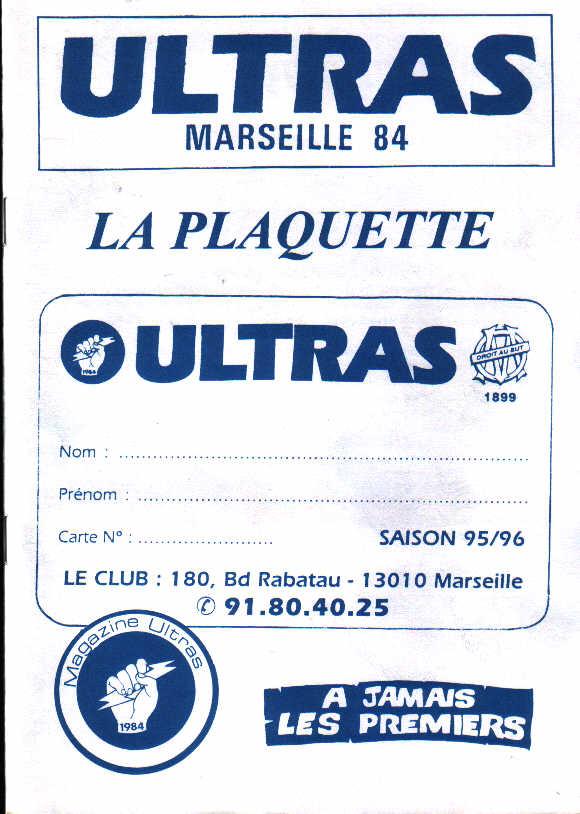 ULTRAS
MARSEILLE 84
LA PLAQUETTE
1984
ULTRAS
DROIT AU BUT
1899
Nom : ........................................................................
Prénom : ........................................................................
Carte N° : ........................
SAISON 95/96
LE CLUB : 180, Bd Rabatau - 13010 Marseille
✆ 91.80.40.25
Magazine Ultras
1984
A JAMAIS
LES PREMIERS